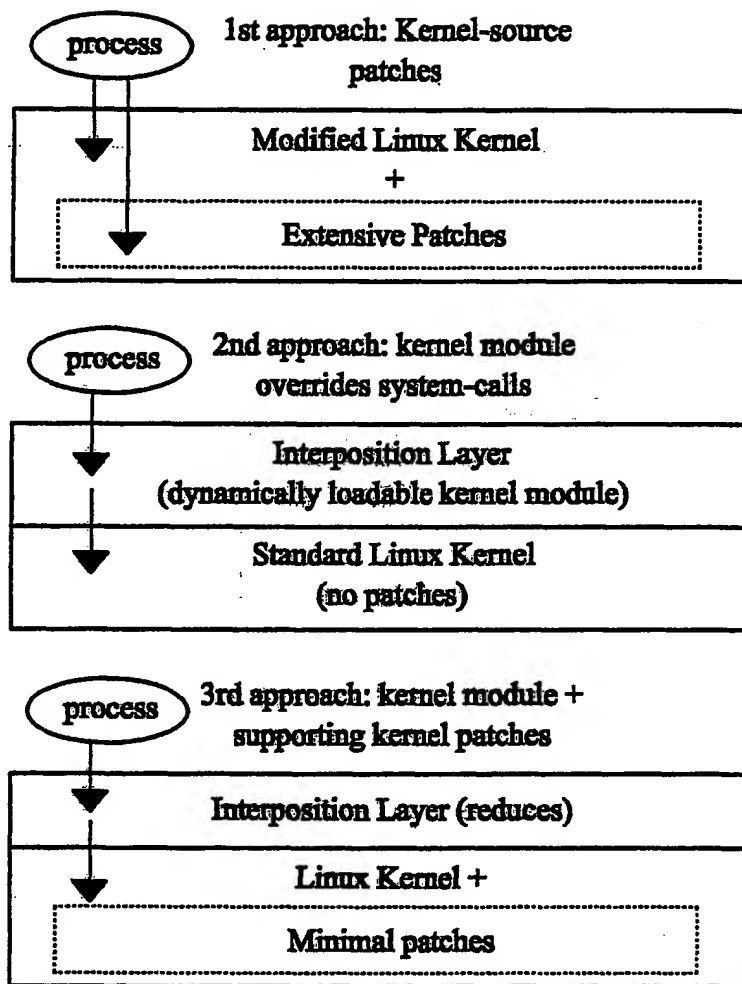 process
1st approach: Kernel-source
patches
Modified Linux Kernel
+
Extensive Patches
process
2nd approach: kernel module
overrides system-calls
Interposition Layer
(dynamically loadable kernel module)
Standard Linux Kernel
(no patches)
process
3rd approach: kernel module +
supporting kernel patches
Interposition Layer (reduces)
Linux Kernel +
Minimal patches